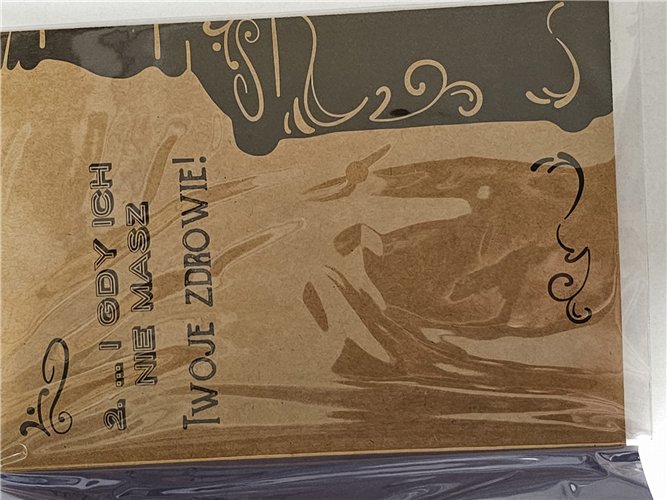 2. ... I GDY ICH
NIE MASZ
TWOJE ZDROWIE!